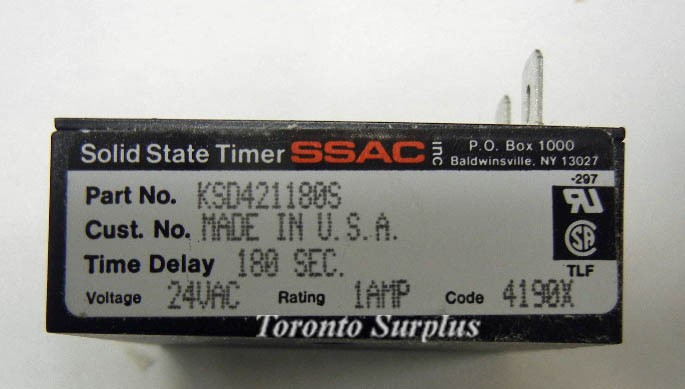 Solid State Timer SSAC inc P.O. Box 1000
Baldwinsville, NY 13027
Part No. KSD421180S
-297
Cust. No. MADE IN U.S.A.
Time Delay 180 SEC.
TLF
Voltage 24VAC Rating 1AMP Code 4190X
Toronto Surplus